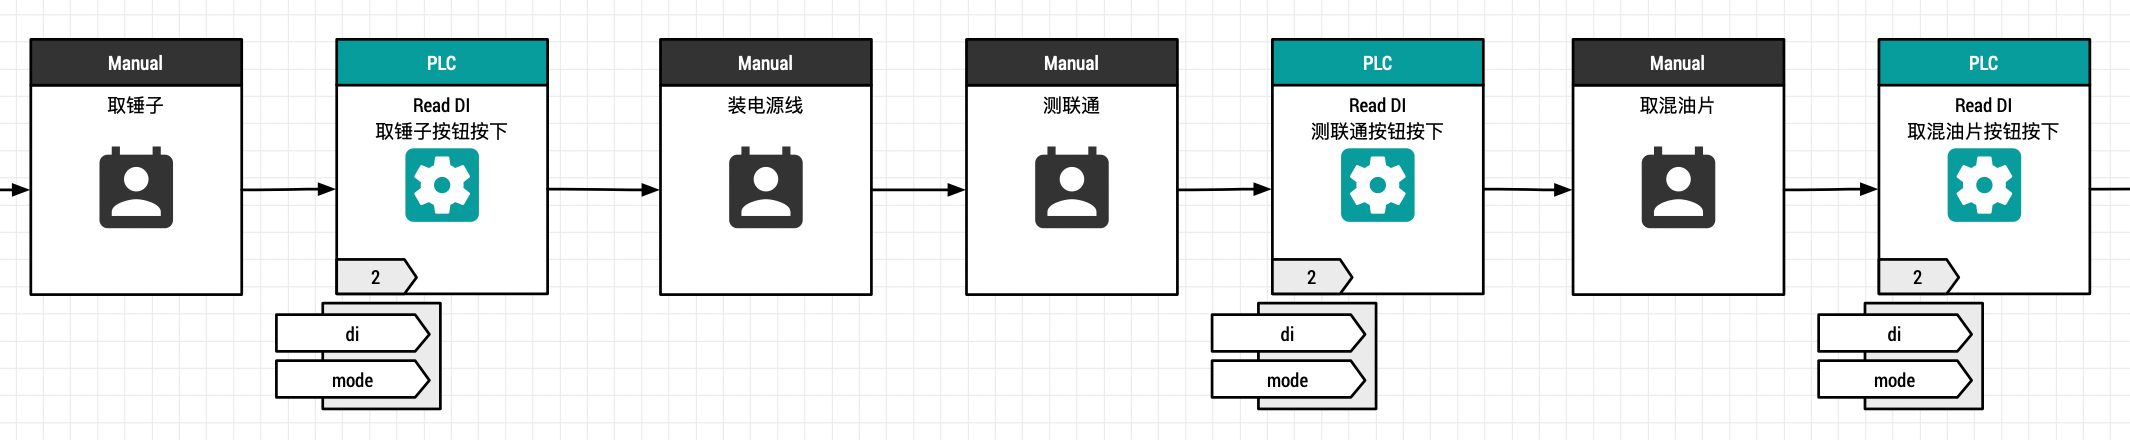 Manual
取锤子
PLC
Read DI
取锤子按钮按下
2
di
mode
Manual
装电源线
Manual
测联通
PLC
Read DI
测联通按钮按下
2
di
mode
Manual
取混油片
PLC
Read DI
取混油片按钮按下
2
di
mode